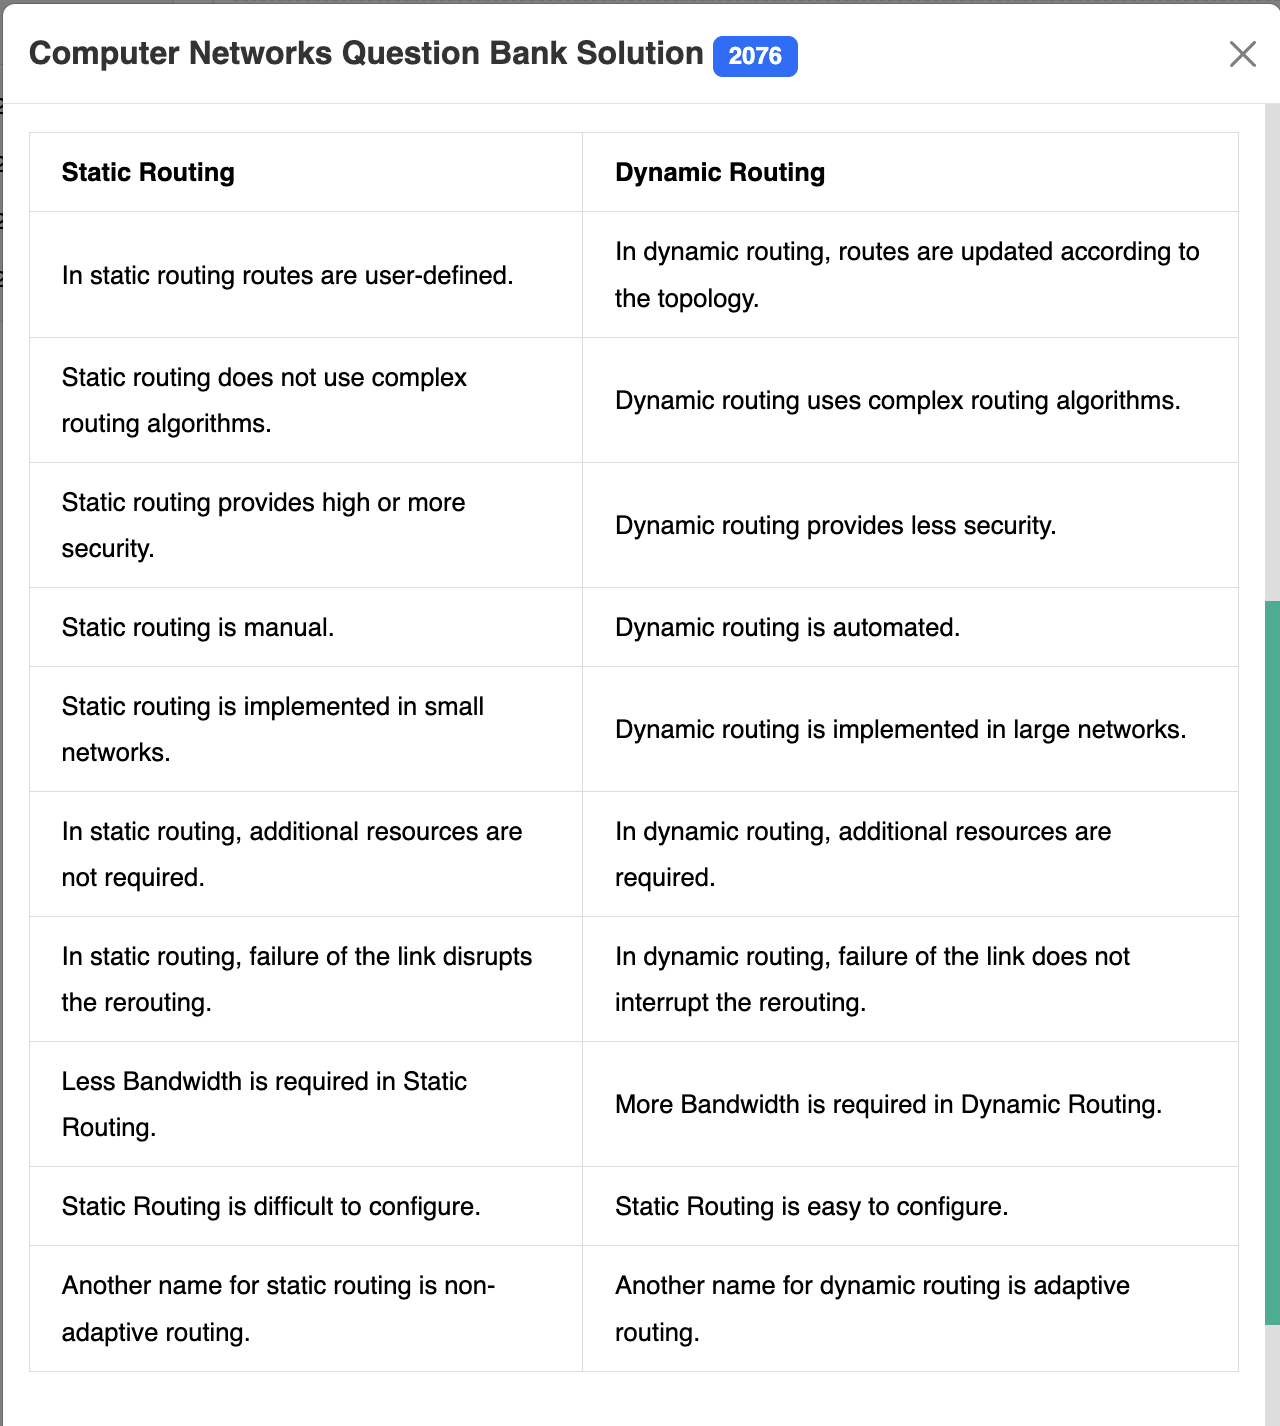 Computer Networks Question Bank Solution 2076
Static Routing
Dynamic Routing
In static routing routes are user-defined.
In dynamic routing, routes are updated according to
the topology.
Static routing does not use complex
routing algorithms.
Dynamic routing uses complex routing algorithms.
Static routing provides high or more
security.
Dynamic routing provides less security.
Static routing is manual.
Dynamic routing is automated.
Static routing is implemented in small
networks.
Dynamic routing is implemented in large networks.
In static routing, additional resources are
not required.
In dynamic routing, additional resources are
required.
In static routing, failure of the link disrupts
the rerouting.
In dynamic routing, failure of the link does not
interrupt the rerouting.
Less Bandwidth is required in Static
Routing.
More Bandwidth is required in Dynamic Routing.
Static Routing is difficult to configure.
Static Routing is easy to configure.
Another name for static routing is non-
adaptive routing.
Another name for dynamic routing is adaptive
routing.